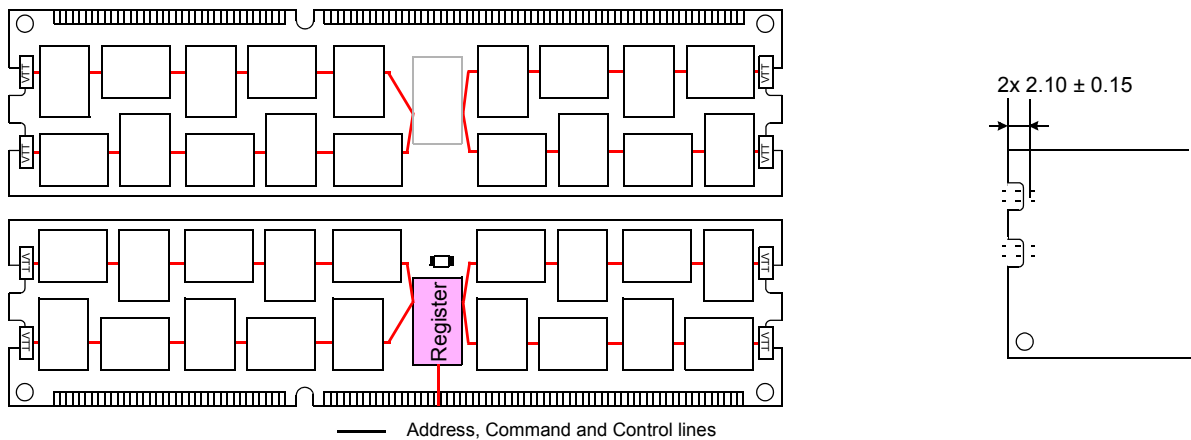 VTT
VTT
VTT
VTT
2x 2.10 ± 0.15
VTT
VTT
Register
VTT
VTT
Address, Command and Control lines